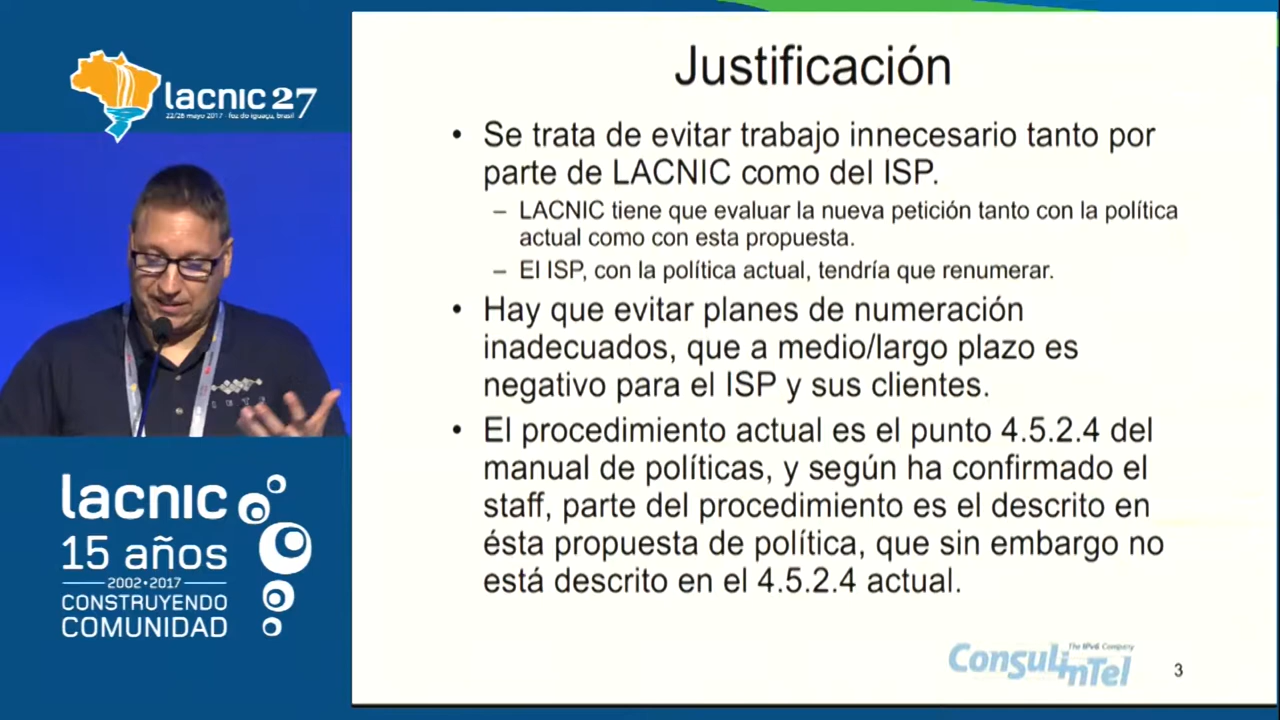 lacnic 27
22/26 mayo 2017 - foz do iguaçu, brasil
lacnic
15 años
2002•2017
CONSTRUYENDO
COMUNIDAD
Justificación
• Se trata de evitar trabajo innecesario tanto por
parte de LACNIC como del ISP.
– LACNIC tiene que evaluar la nueva petición tanto con la política
actual como con esta propuesta.
– El ISP, con la política actual, tendría que renumerar.
• Hay que evitar planes de numeración
inadecuados, que a medio/largo plazo es
negativo para el ISP y sus clientes.
• El procedimiento actual es el punto 4.5.2.4 del
manual de políticas, y según ha confirmado el
staff, parte del procedimiento es el descrito en
ésta propuesta de política, que sin embargo no
está descrito en el 4.5.2.4 actual.
The IPv6 Company
Consulintel
3